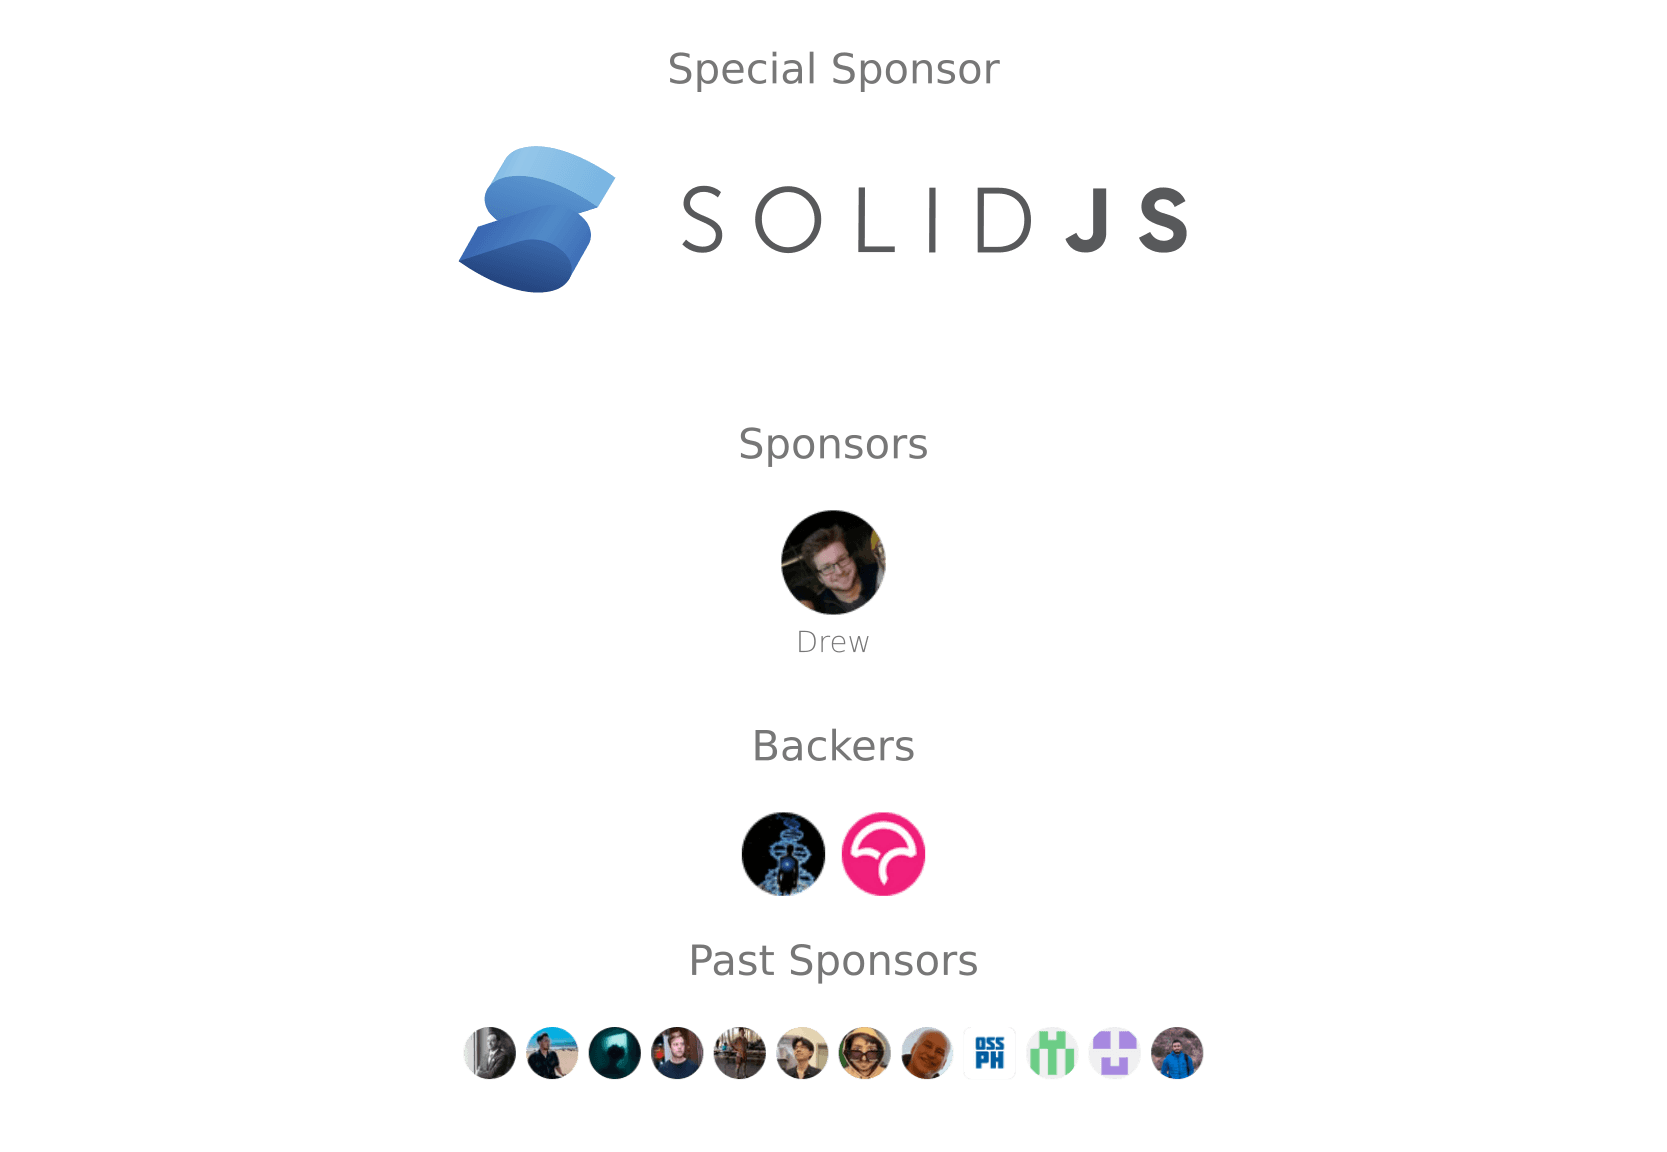 Special Sponsor
SOLIDJS
Sponsors
Drew
Backers
Past Sponsors
OSS
PH